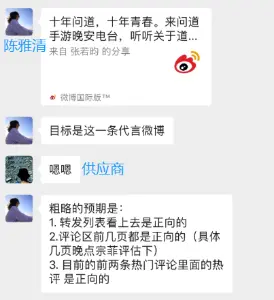 十年问道，十年青春。来问道
手游晚安电台，听听关于道...
陈雅清
来自 张若昀 的分享
微博国际版™
目标是这一条代言微博
嗯嗯 供应商
粗略的预期是：
1. 转发列表看上去是正向的
2.评论区前几页都是正向的（具体
几页晚点宗菲评估下）
3. 目前的前两条热门评论里面的热
评 是正向的